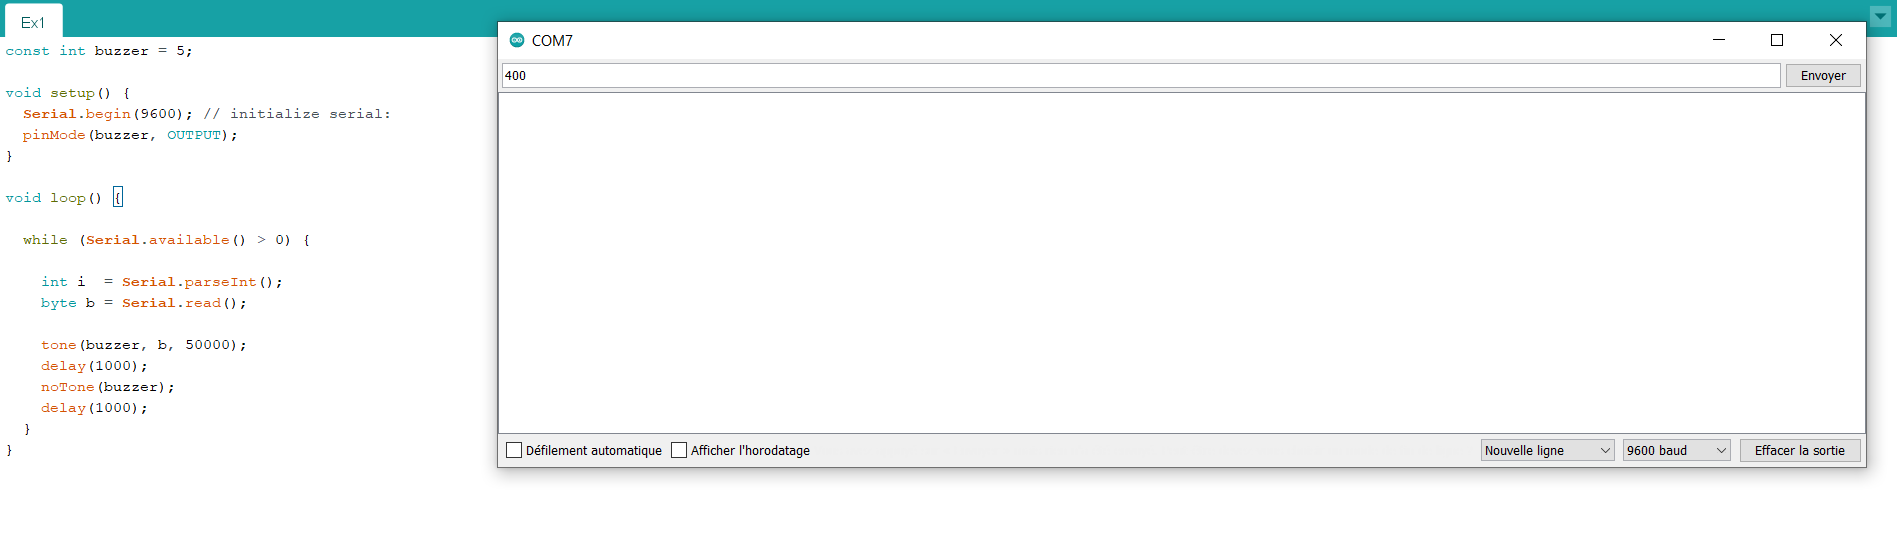 Ex1
const int buzzer = 5;
void setup() {
Serial.begin(9600); // initialize serial:
pinMode(buzzer, OUTPUT);
}
void loop() {
while (Serial.available() > 0) {
int i  = Serial.parseInt();
byte b = Serial.read();
tone(buzzer, b, 50000);
delay(1000);
noTone(buzzer);
delay(1000);
}
}
COM7
400
Envoyer
Défilement automatique
Afficher l'horodatage
Nouvelle ligne
9600 baud
Effacer la sortie